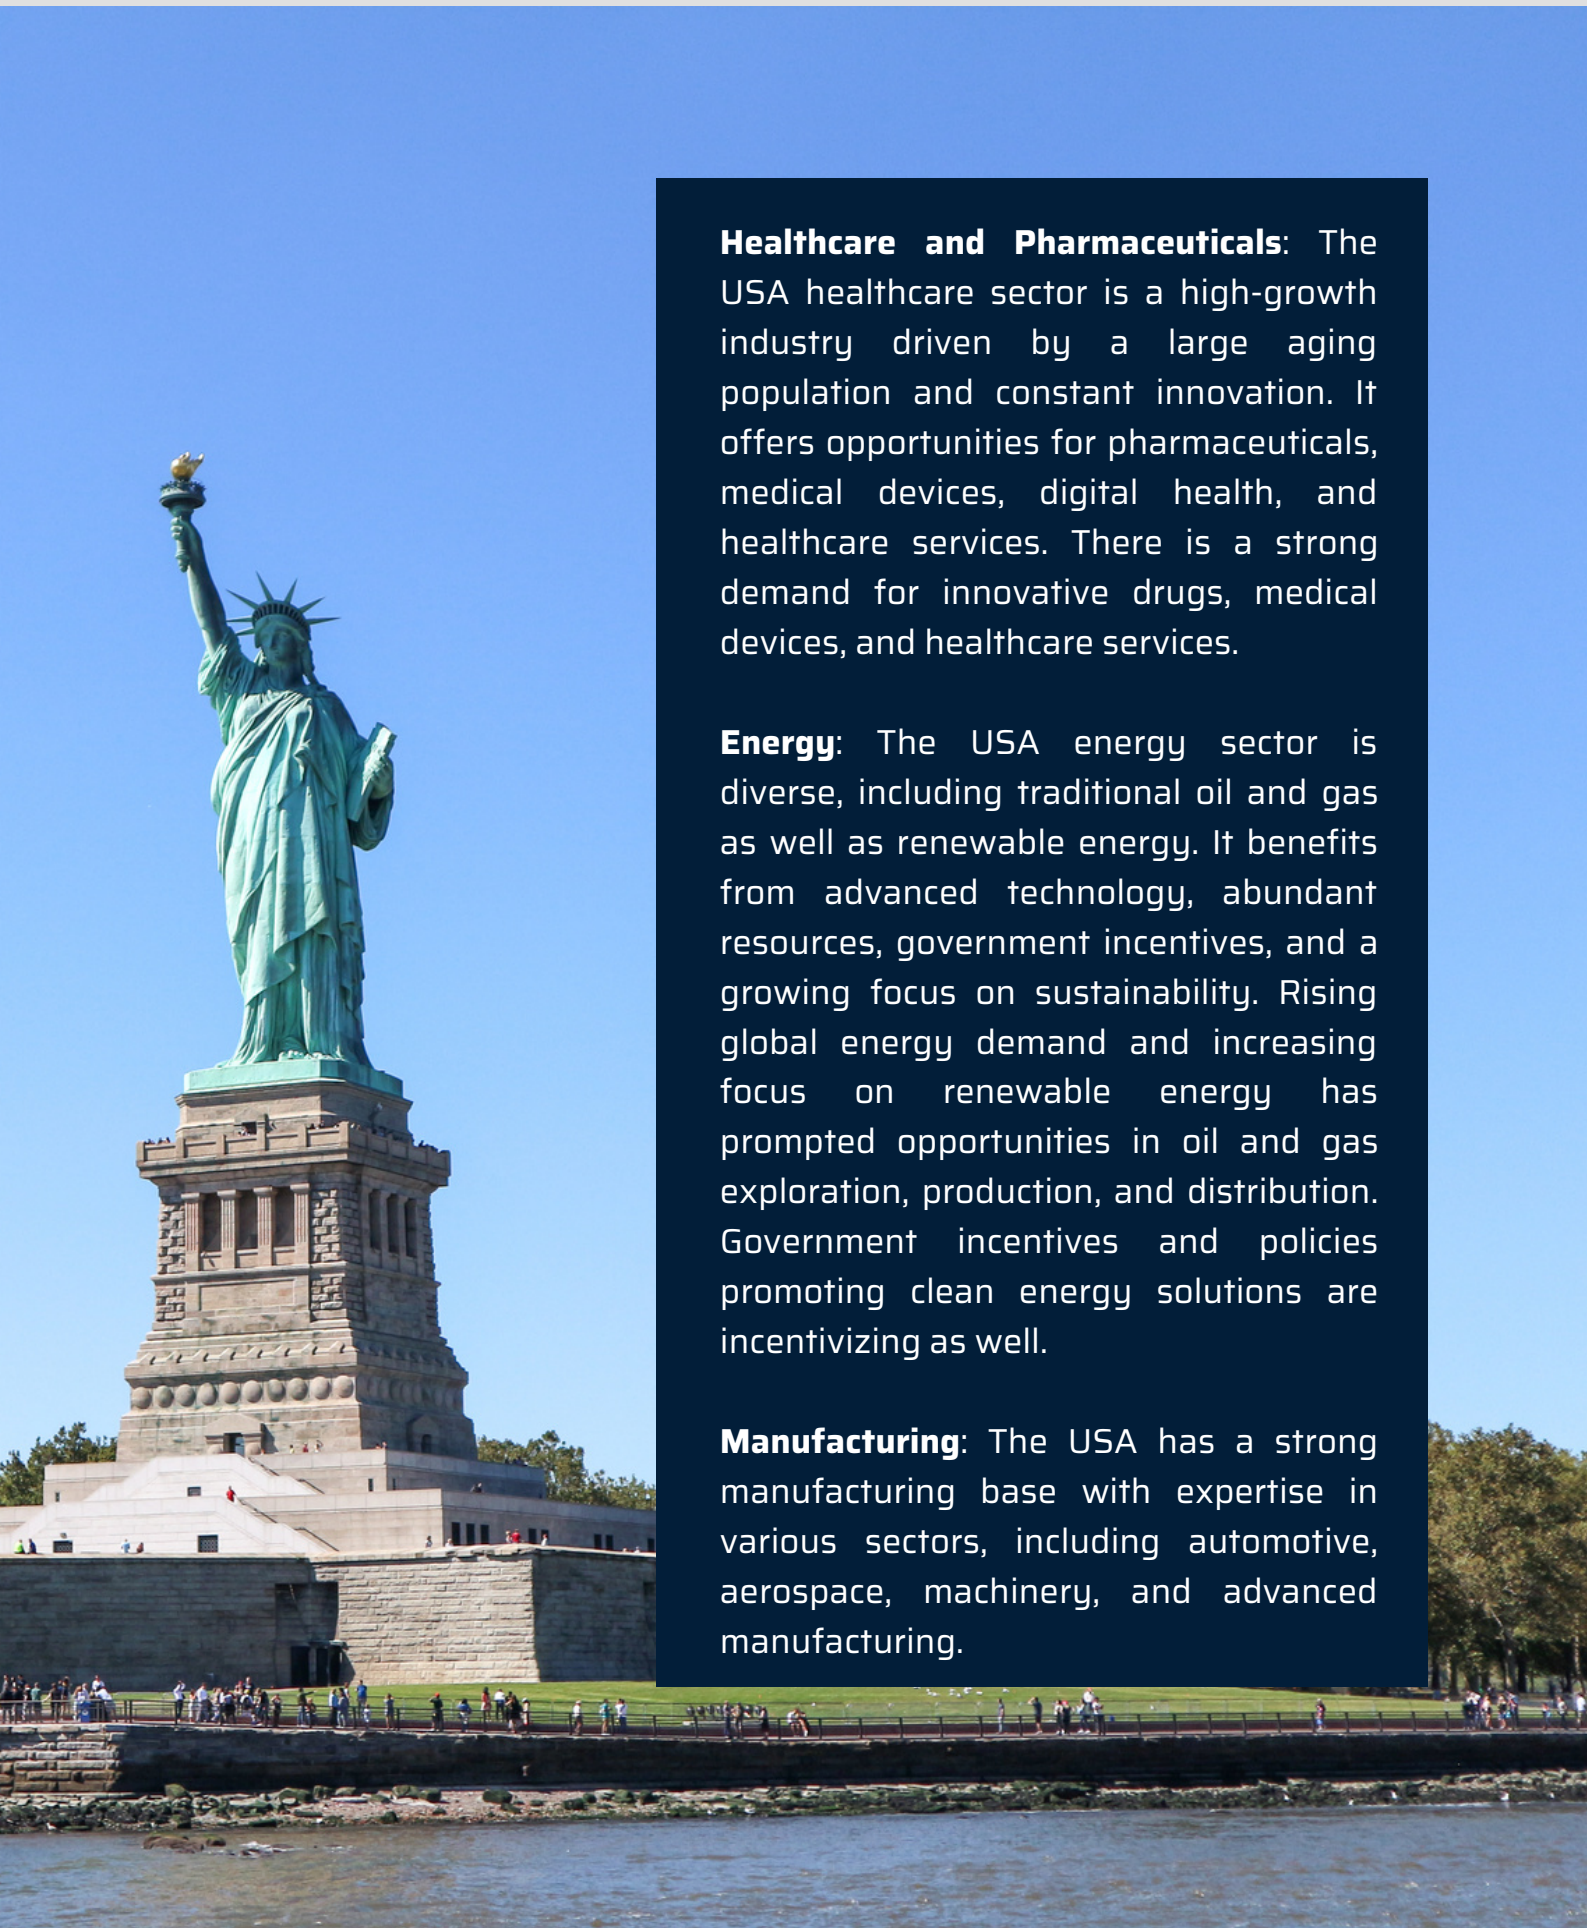 Healthcare and Pharmaceuticals: The
USA healthcare sector is a high-growth
industry driven by a large aging
population and constant innovation. It
offers opportunities for pharmaceuticals,
medical devices, digital health, and
healthcare services. There is a strong
demand for innovative drugs, medical
devices, and healthcare services.
Energy: The USA energy sector is
diverse, including traditional oil and gas
as well as renewable energy. It benefits
from advanced technology, abundant
resources, government incentives, and a
growing focus on sustainability. Rising
global energy demand and increasing
focus on renewable energy has
prompted opportunities in oil and gas
exploration, production, and distribution.
Government incentives and policies
promoting clean energy solutions are
incentivizing as well.
Manufacturing: The USA has a strong
manufacturing base with expertise in
various sectors, including automotive,
aerospace, machinery, and advanced
manufacturing.